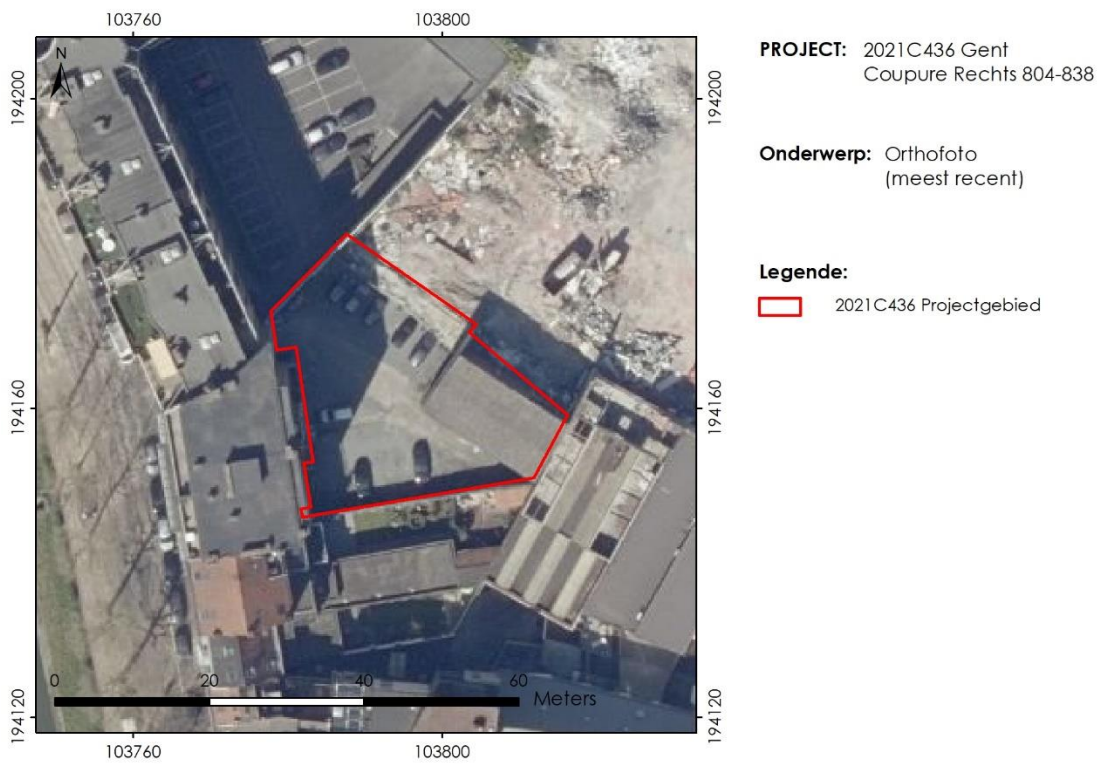 103760
103800
N
194200
194200
194160
194160
194120
194120
0
20
40
60
Meters
103760
103800
PROJECT: 2021C436 Gent
Coupure Rechts 804-838
Onderwerp: Orthofoto
(meest recent)
Legende:
2021C436 Projectgebied